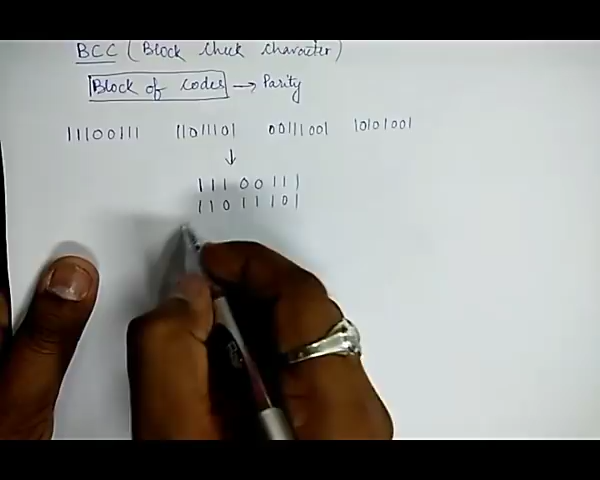 BCC (Block Check Character)
Block of Codes → Parity
11100111 11011101 00111001 10101001
↓
11100111
11011101